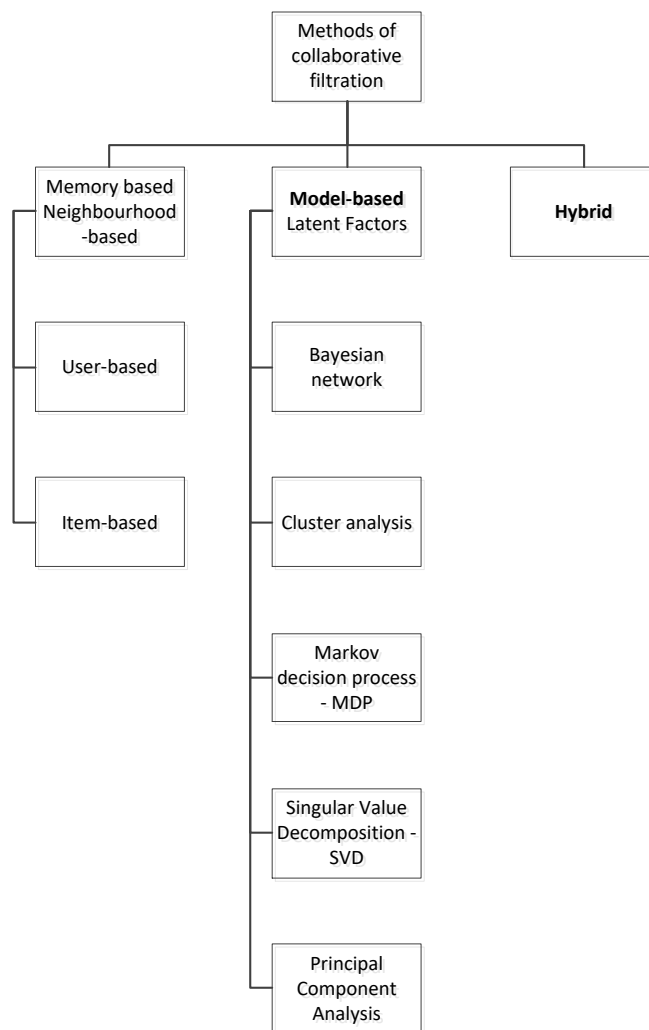 Methods of
collaborative
filtration
Memory based
Neighbourhood
-based
Model-based
Latent Factors
Hybrid
User-based
Bayesian
network
Item-based
Cluster analysis
Markov
decision process
- MDP
Singular Value
Decomposition -
SVD
Principal
Component
Analysis